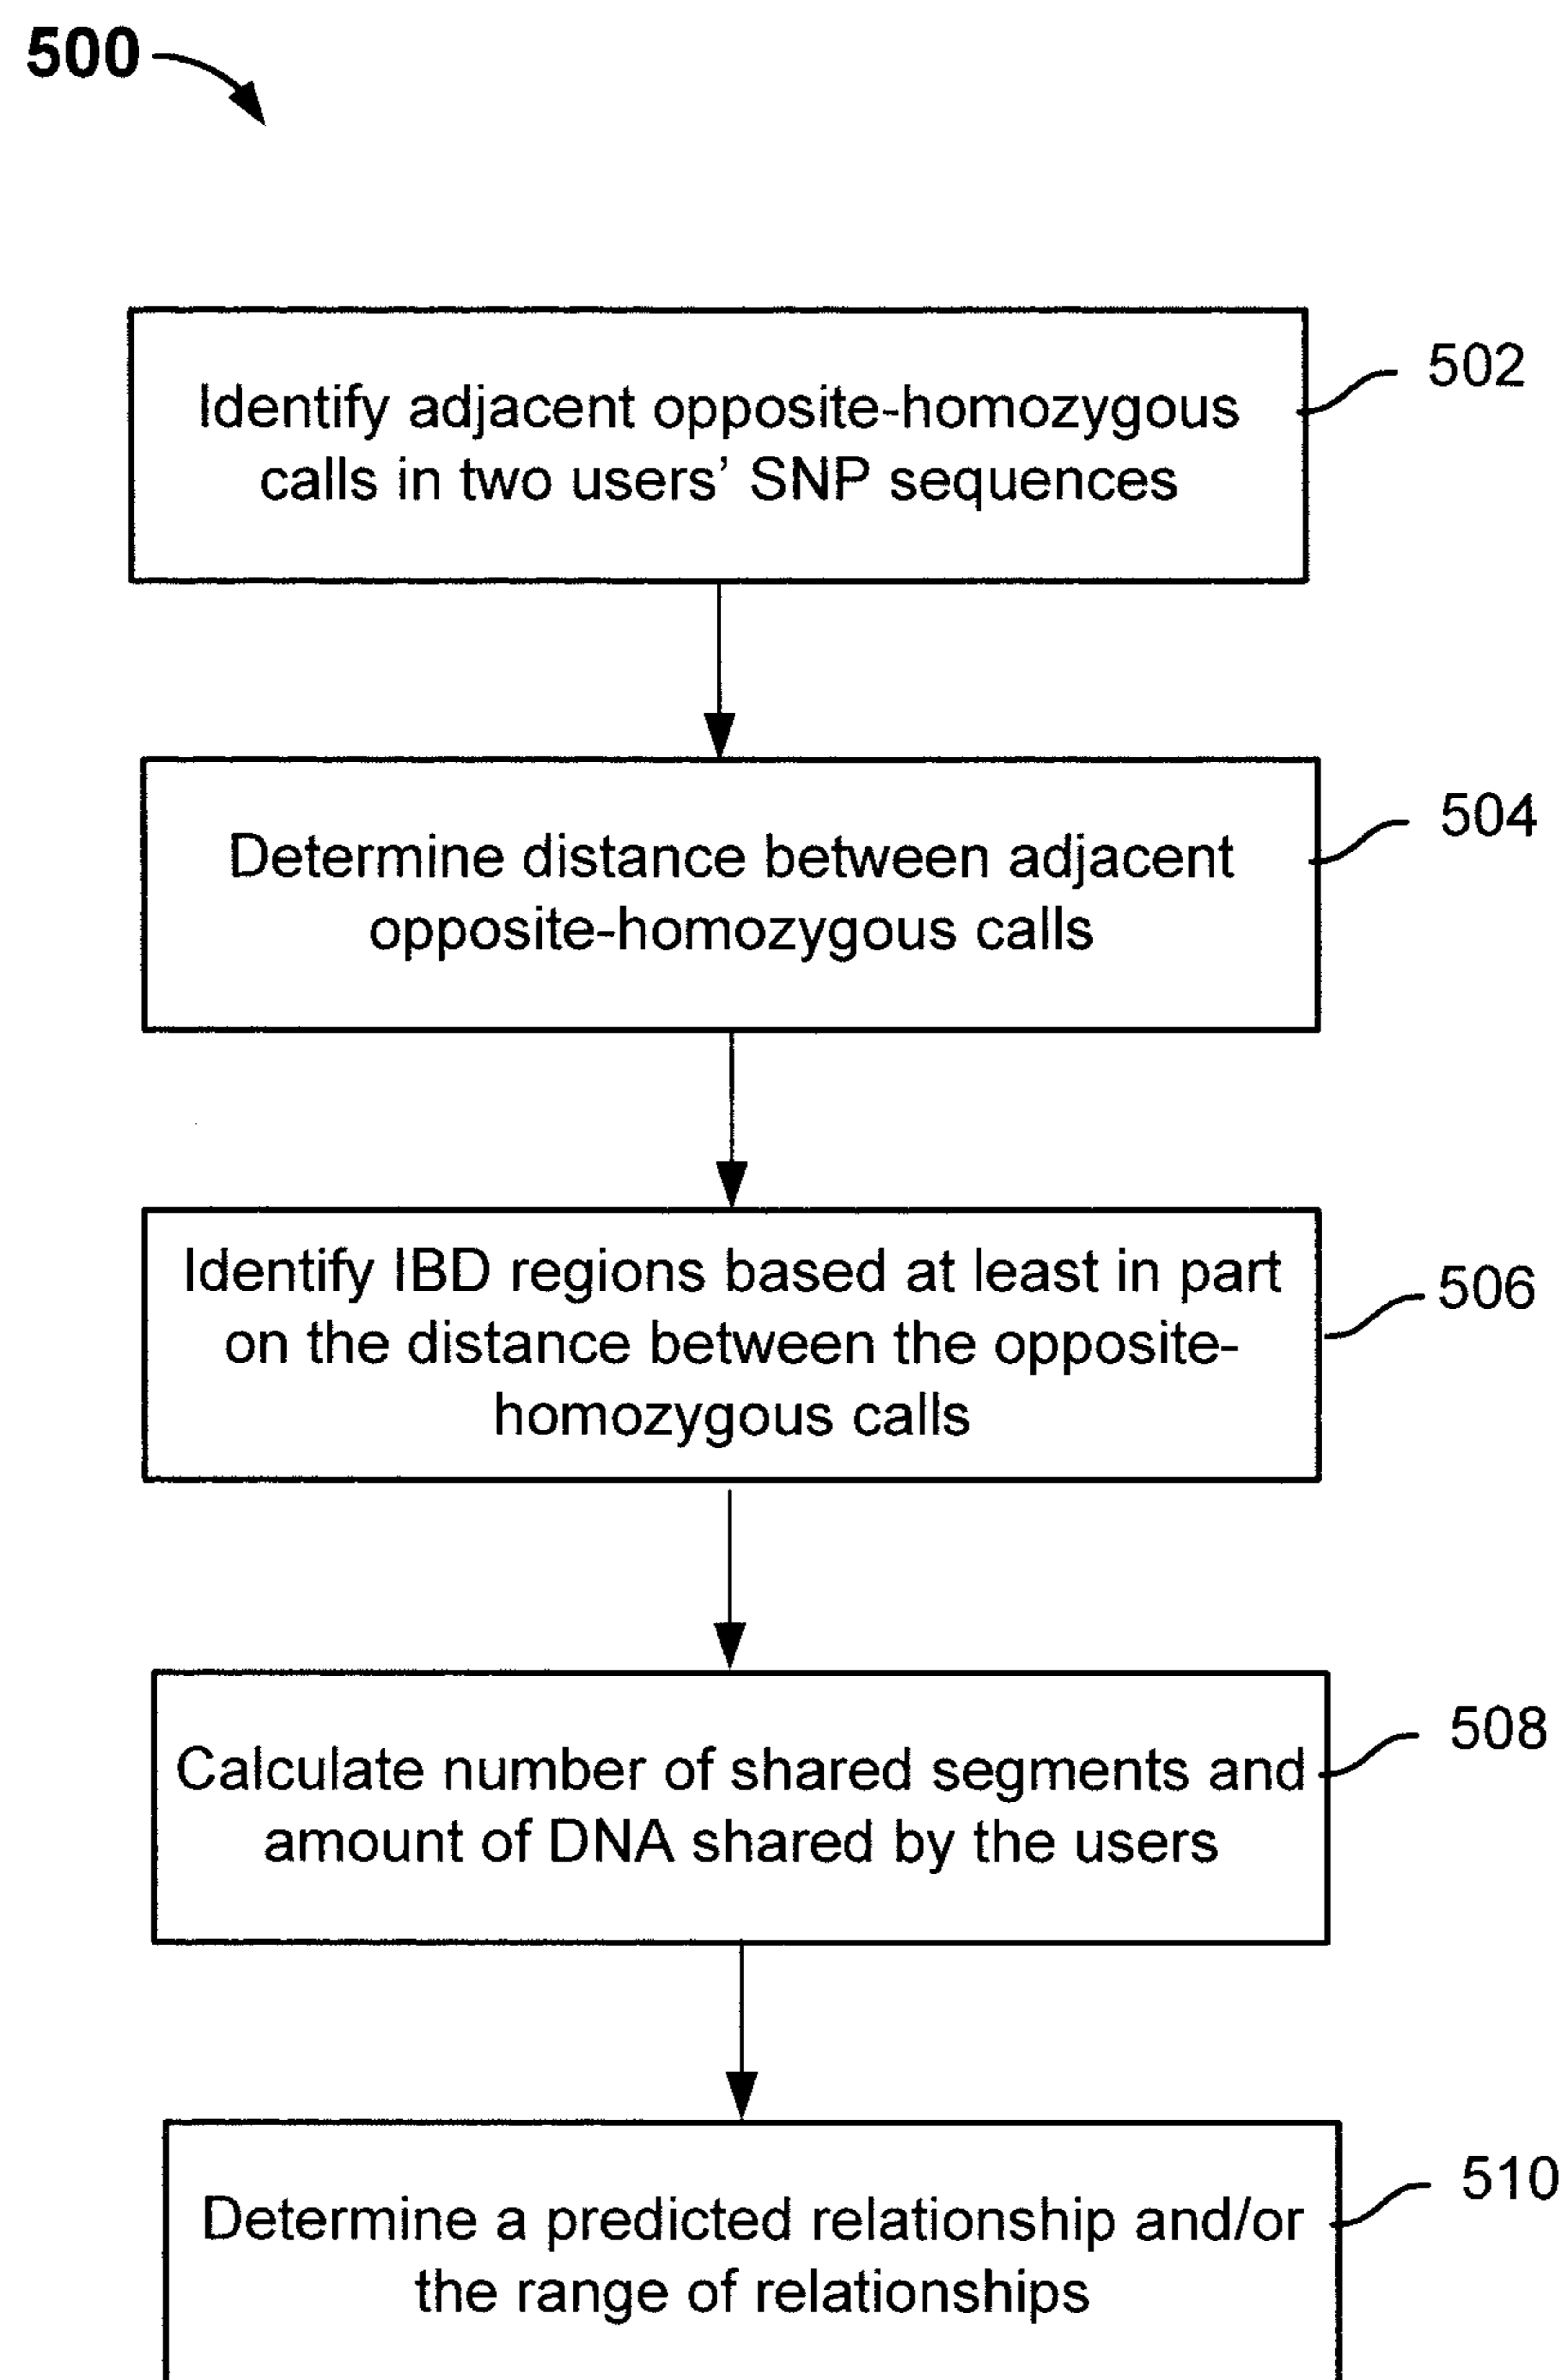 500
Identify adjacent opposite-homozygous
calls in two users’ SNP sequences
502
Determine distance between adjacent
opposite-homozygous calls
504
Identify IBD regions based at least in part
on the distance between the opposite-
homozygous calls
506
Calculate number of shared segments and
amount of DNA shared by the users
508
Determine a predicted relationship and/or
the range of relationships
510